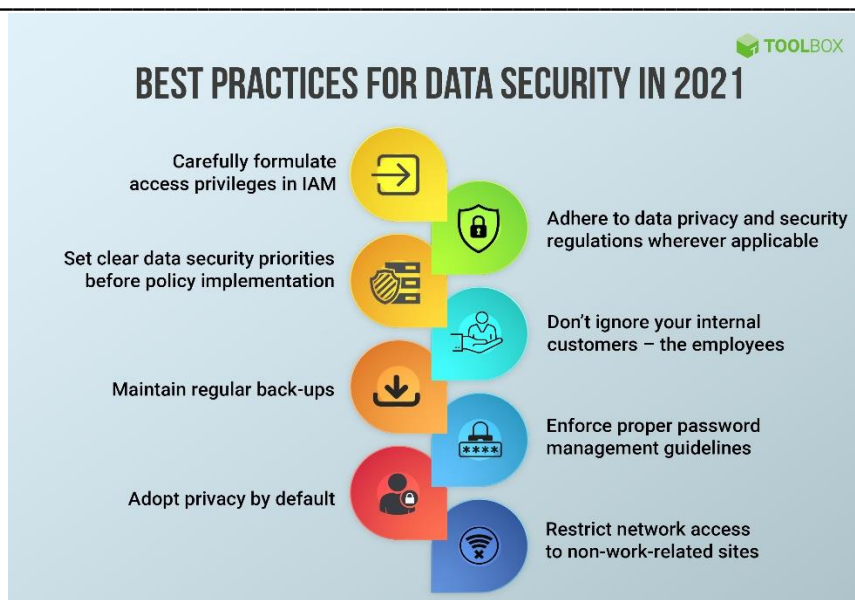 TOOLBOX
BEST PRACTICES FOR DATA SECURITY IN 2021
Carefully formulate
access privileges in IAM
Adhere to data privacy and security
regulations wherever applicable
Set clear data security priorities
before policy implementation
Don’t ignore your internal
customers – the employees
Maintain regular back-ups
Enforce proper password
management guidelines
****
Adopt privacy by default
Restrict network access
to non-work-related sites